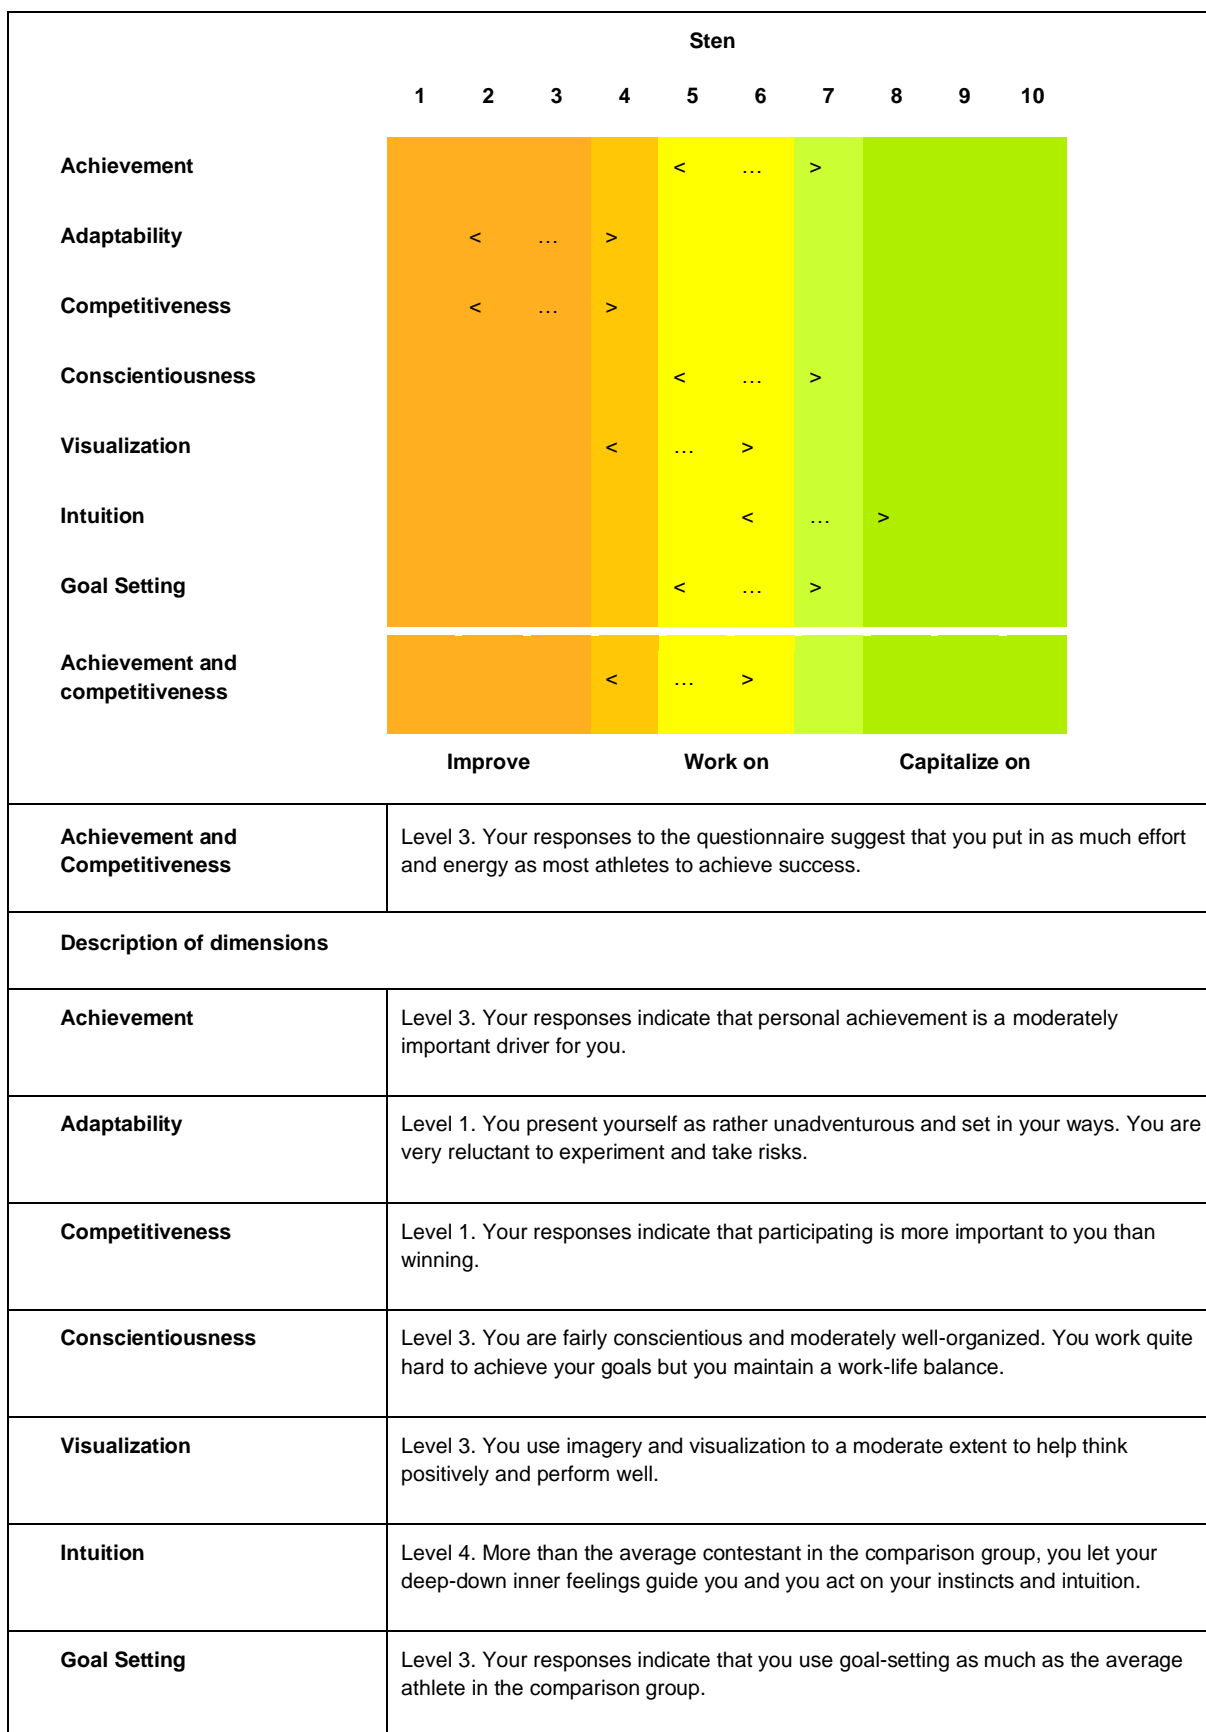 Sten
1 2 3 4 5 6 7 8 9 10
Achievement < … >
Adaptability < … >
Competitiveness < … >
Conscientiousness < … >
Visualization < … >
Intuition < … >
Goal Setting < … >
Achievement and
competitiveness < … >
Improve Work on Capitalize on
Achievement and
Competitiveness
Level 3. Your responses to the questionnaire suggest that you put in as much effort
and energy as most athletes to achieve success.
Description of dimensions
Achievement
Level 3. Your responses indicate that personal achievement is a moderately
important driver for you.
Adaptability
Level 1. You present yourself as rather unadventurous and set in your ways. You are
very reluctant to experiment and take risks.
Competitiveness
Level 1. Your responses indicate that participating is more important to you than
winning.
Conscientiousness
Level 3. You are fairly conscientious and moderately well-organized. You work quite
hard to achieve your goals but you maintain a work-life balance.
Visualization
Level 3. You use imagery and visualization to a moderate extent to help think
positively and perform well.
Intuition
Level 4. More than the average contestant in the comparison group, you let your
deep-down inner feelings guide you and you act on your instincts and intuition.
Goal Setting
Level 3. Your responses indicate that you use goal-setting as much as the average
athlete in the comparison group.